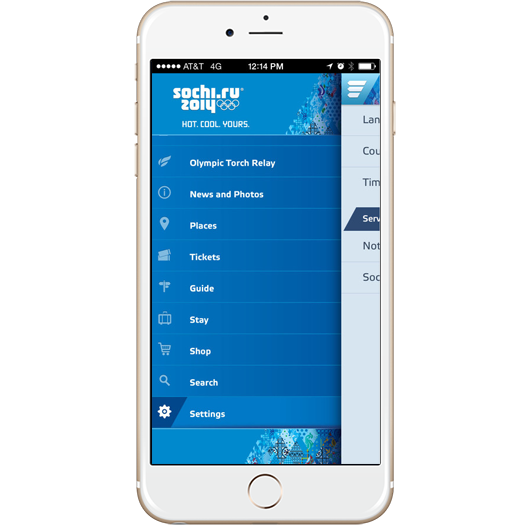 AT&T 4G 12:14 PM
sochi.ru
2014
HOT. COOL. YOURS.
Olympic Torch Relay
News and Photos
Places
Tickets
Guide
Stay
Shop
Search
Settings
Lan
Cou
Tim
Serv
Not
Soc